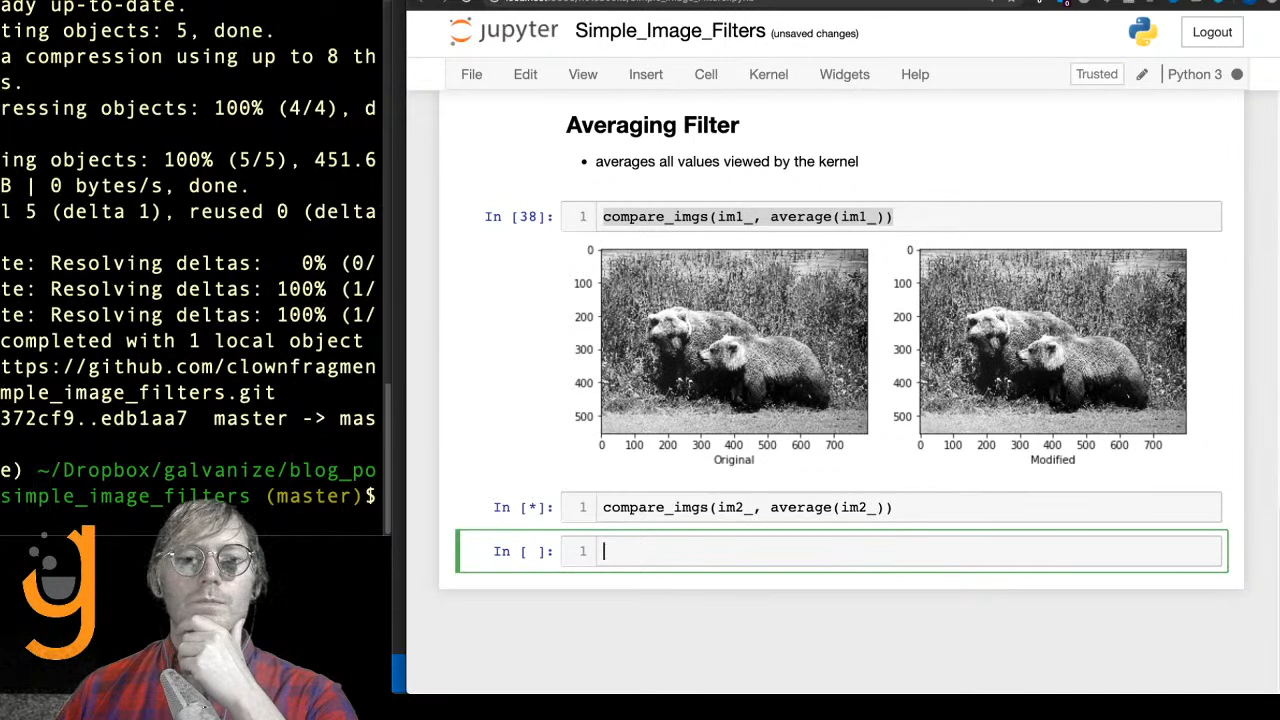 ady up-to-date.
ting objects: 5, done.
a compression using up to 8 th
s.
ressing objects: 100% (4/4), d
ing objects: 100% (5/5), 451.6
B | 0 bytes/s, done.
l 5 (delta 1), reused 0 (delta
te: Resolving deltas:   0% (0/
te: Resolving deltas: 100% (1/
te: Resolving deltas: 100% (1/
completed with 1 local object
ttps://github.com/clownfragmen
mple_image_filters.git
372cf9..edb1aa7  master -> mas
e) ~/Dropbox/galvanize/blog_po
simple_image_filters (master)$
g
jupyter Simple_Image_Filters (unsaved changes) Logout
File Edit View Insert Cell Kernel Widgets Help Trusted Python 3
Averaging Filter
• averages all values viewed by the kernel
In [38]: 1 compare_imgs(im1_, average(im1_))
0 100 200 300 400 500
0 100 200 300 400 500 600 700
Original
0 100 200 300 400 500
0 100 200 300 400 500 600 700
Modified
In [*]: 1 compare_imgs(im2_, average(im2_))
In [ ]: 1